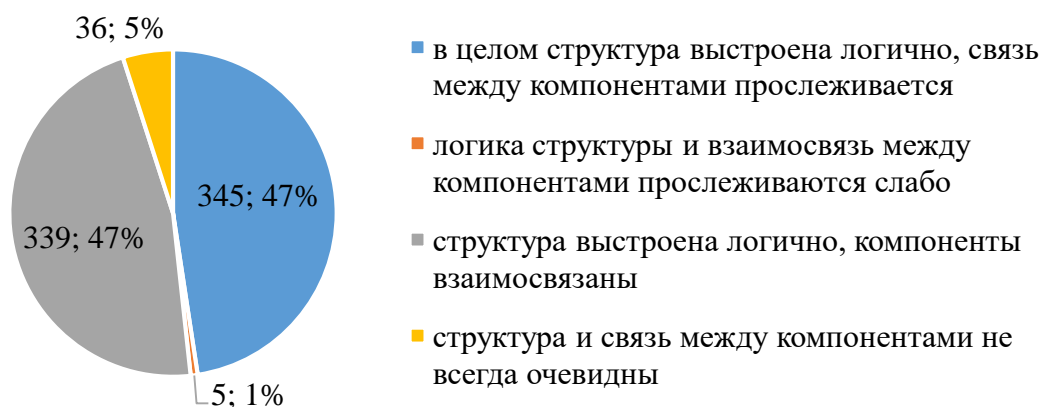 36; 5%
345; 47%
339; 47%
5; 1%
в целом структура выстроена логично, связь
между компонентами прослеживается
логика структуры и взаимосвязь между
компонентами прослеживаются слабо
структура выстроена логично, компоненты
взаимосвязаны
структура и связь между компонентами не
всегда очевидны